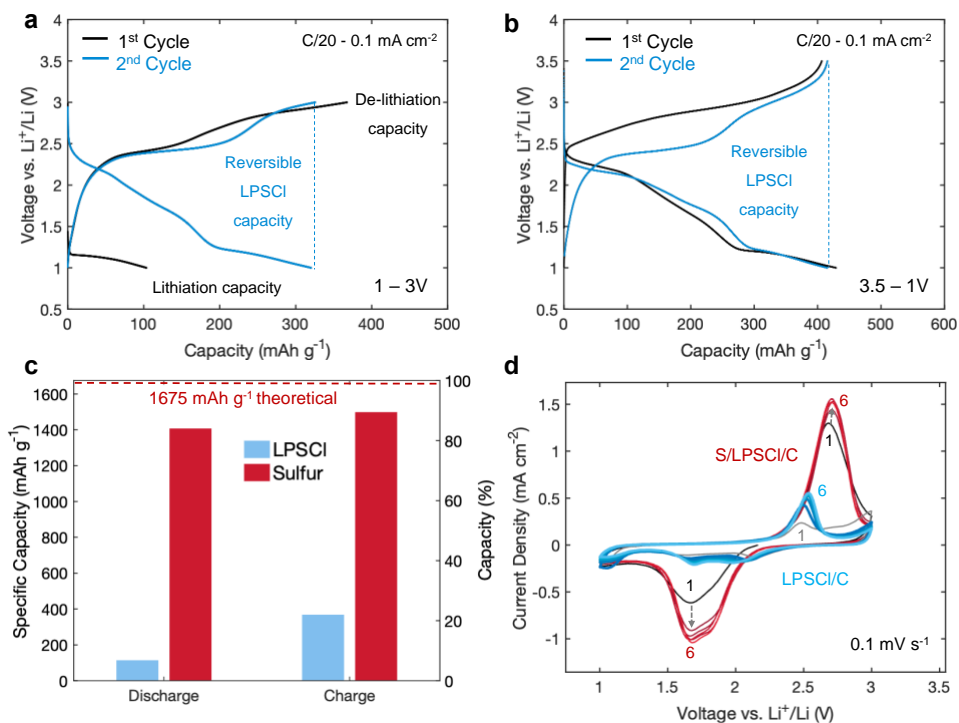 a
1st Cycle
2nd Cycle
C/20 - 0.1 mA cm-2
De-lithiation
capacity
Reversible
LPSCl
capacity
Lithiation capacity
1 – 3V
Voltage vs. Li+/Li (V)
4
3.5
3
2.5
2
1.5
1
0.5
0
100
200
300
400
500
Capacity (mAh g-1)
b
1st Cycle
2nd Cycle
C/20 - 0.1 mA cm-2
Reversible
LPSCl
capacity
3.5 – 1V
Voltage vs. Li+/Li (V)
4
3.5
3
2.5
2
1.5
1
0.5
0
100
200
300
400
500
600
Capacity (mAh g-1)
c
1675 mAh g-1 theoretical
LPSCl
Sulfur
Specific Capacity (mAh g-1)
1600
1400
1200
1000
800
600
400
200
0
Capacity (%)
100
80
60
40
20
0
Discharge
Charge
d
6
1
S/LPSCl/C
6
1
LPSCl/C
1
6
0.1 mV s-1
Current Density (mA cm-2)
1.5
1
0.5
0
-0.5
-1
1
1.5
2
2.5
3
3.5
Voltage vs. Li+/Li (V)